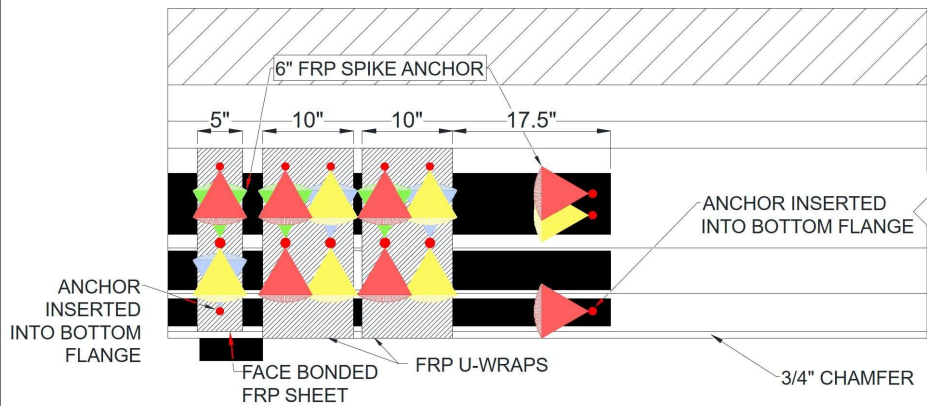 6" FRP SPIKE ANCHOR
5"
10"
10"
17.5"
ANCHOR INSERTED
INTO BOTTOM FLANGE
ANCHOR
INSERTED
INTO BOTTOM
FLANGE
FACE BONDED
FRP SHEET
FRP U-WRAPS
3/4" CHAMFER